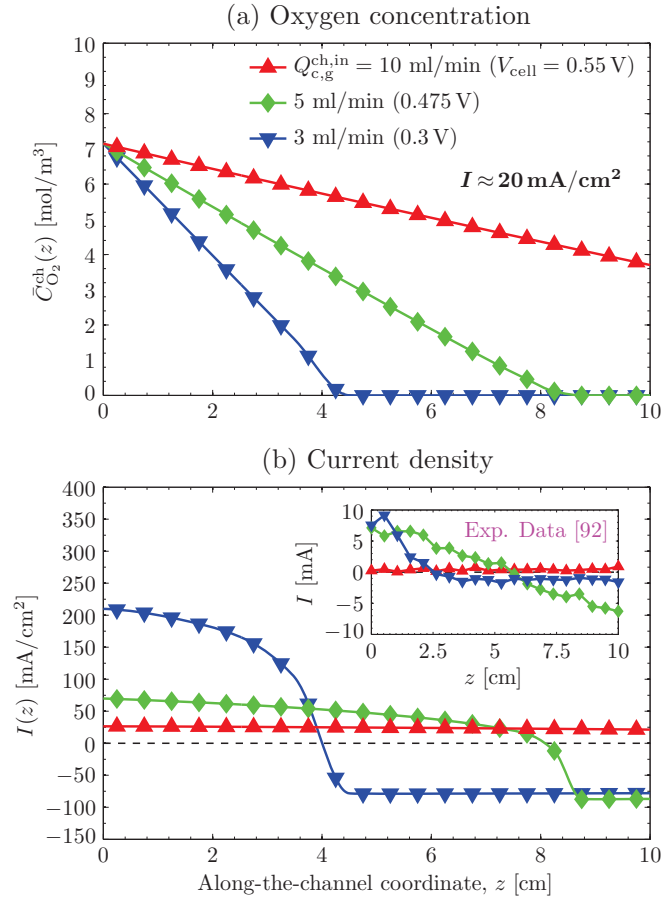 (a) Oxygen concentration
C̄_O₂^ch(z) [mol/m³]
10
9
8
7
6
5
4
3
2
1
0
Q_c,g^ch,in = 10 ml/min (V_cell = 0.55 V)
5 ml/min (0.475 V)
3 ml/min (0.3 V)
I ≈ 20 mA/cm²
0 2 4 6 8 10
(b) Current density
I(z) [mA/cm²]
400
350
300
250
200
150
100
50
0
−50
−100
−150
Exp. Data [92]
I [mA]
10
5
0
−5
−10
0 2.5 5 7.5 10
z [cm]
0 2 4 6 8 10
Along-the-channel coordinate, z [cm]